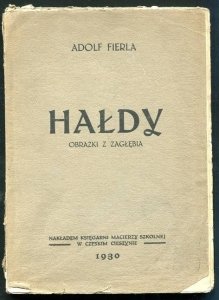 ADOLF FIERLA
HAŁDY
OBRAZKI Z ZAGŁĘBIA
NAKŁADEM KSIĘGARNI MACIERZY SZKOLNEJ
W CZESKIM CIESZYNIE
1930